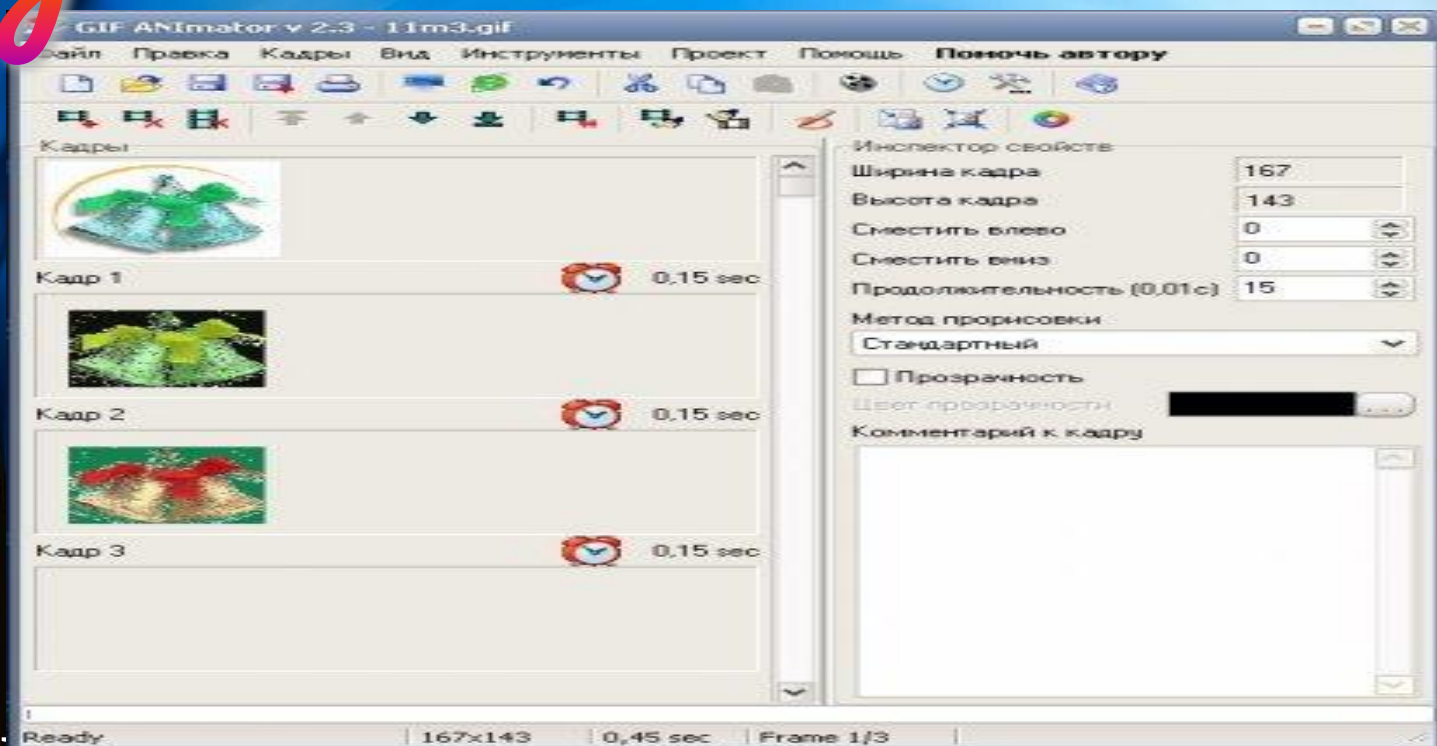 GIF ANImator v 2.3 - 11m3.gif
айл Правка Кадры Вид Инструменты Проект Помощь Помочь автору
Кадры
Инспектор свойств
Ширина кадра 167
Высота кадра 143
Сместить влево 0
Сместить вниз 0
Кадр 1 0,15 sec
Продолжительность (0,01с) 15
Метод прорисовки
Стандартный
Прозрачность
Цвет прозрачности ...
Кадр 2 0,15 sec
Комментарий к кадру
Кадр 3 0,15 sec
Ready 167x143 0,45 sec Frame 1/3